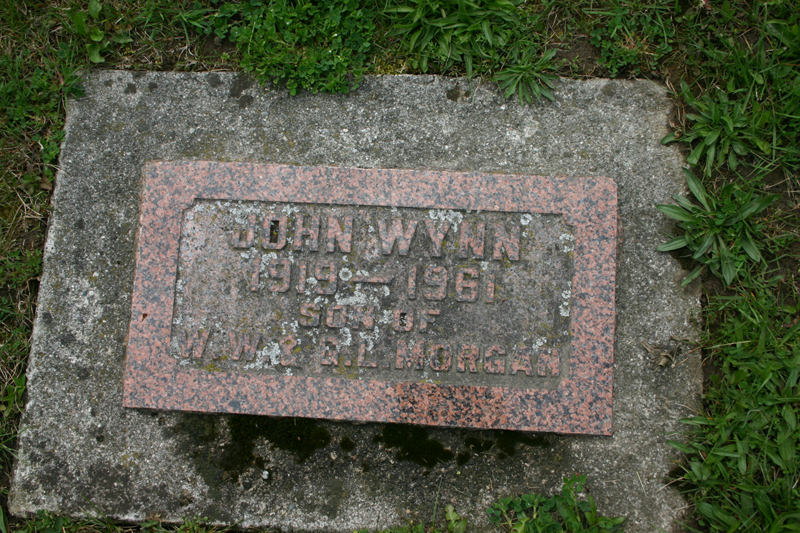 JOHN WYNN
1919 — 1961
SON OF
W. W. & D. L. MORGAN